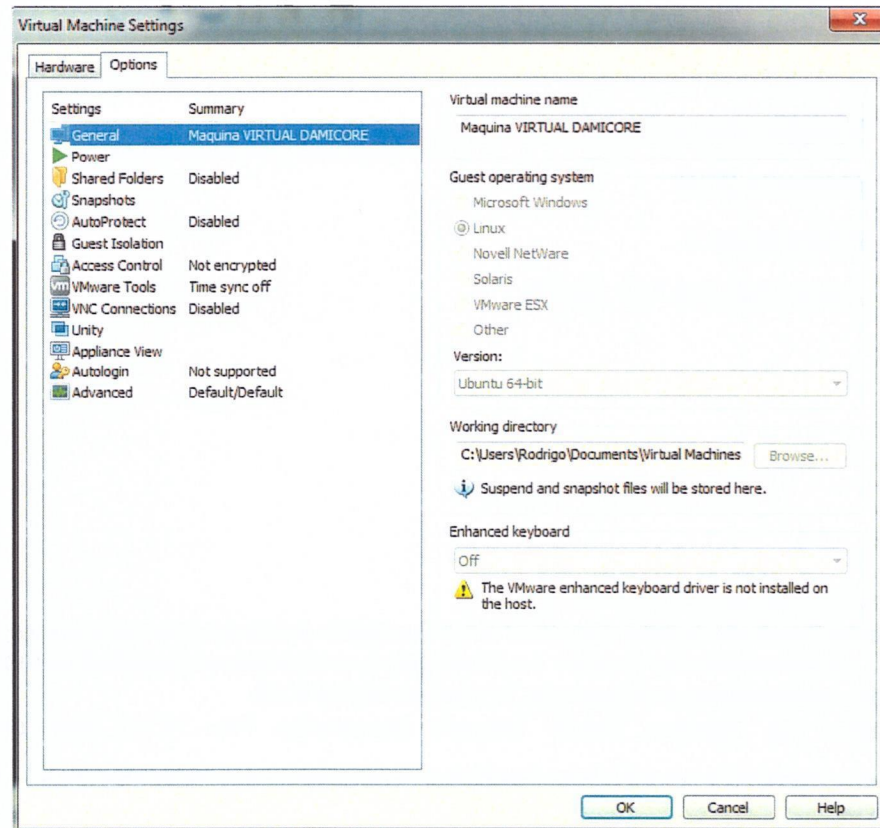 Virtual Machine Settings
Hardware Options
Settings Summary
General Maquina VIRTUAL DAMICORE
Power
Shared Folders Disabled
Snapshots
AutoProtect Disabled
Guest Isolation
Access Control Not encrypted
VMware Tools Time sync off
VNC Connections Disabled
Unity
Appliance View
Autologin Not supported
Advanced Default/Default
Virtual machine name
Maquina VIRTUAL DAMICORE
Guest operating system
Microsoft Windows
Linux
Novell NetWare
Solaris
VMware ESX
Other
Version:
Ubuntu 64-bit
Working directory
C:\Users\Rodrigo\Documents\Virtual Machines Browse...
Suspend and snapshot files will be stored here.
Enhanced keyboard
Off
The VMware enhanced keyboard driver is not installed on
the host.
OK Cancel Help